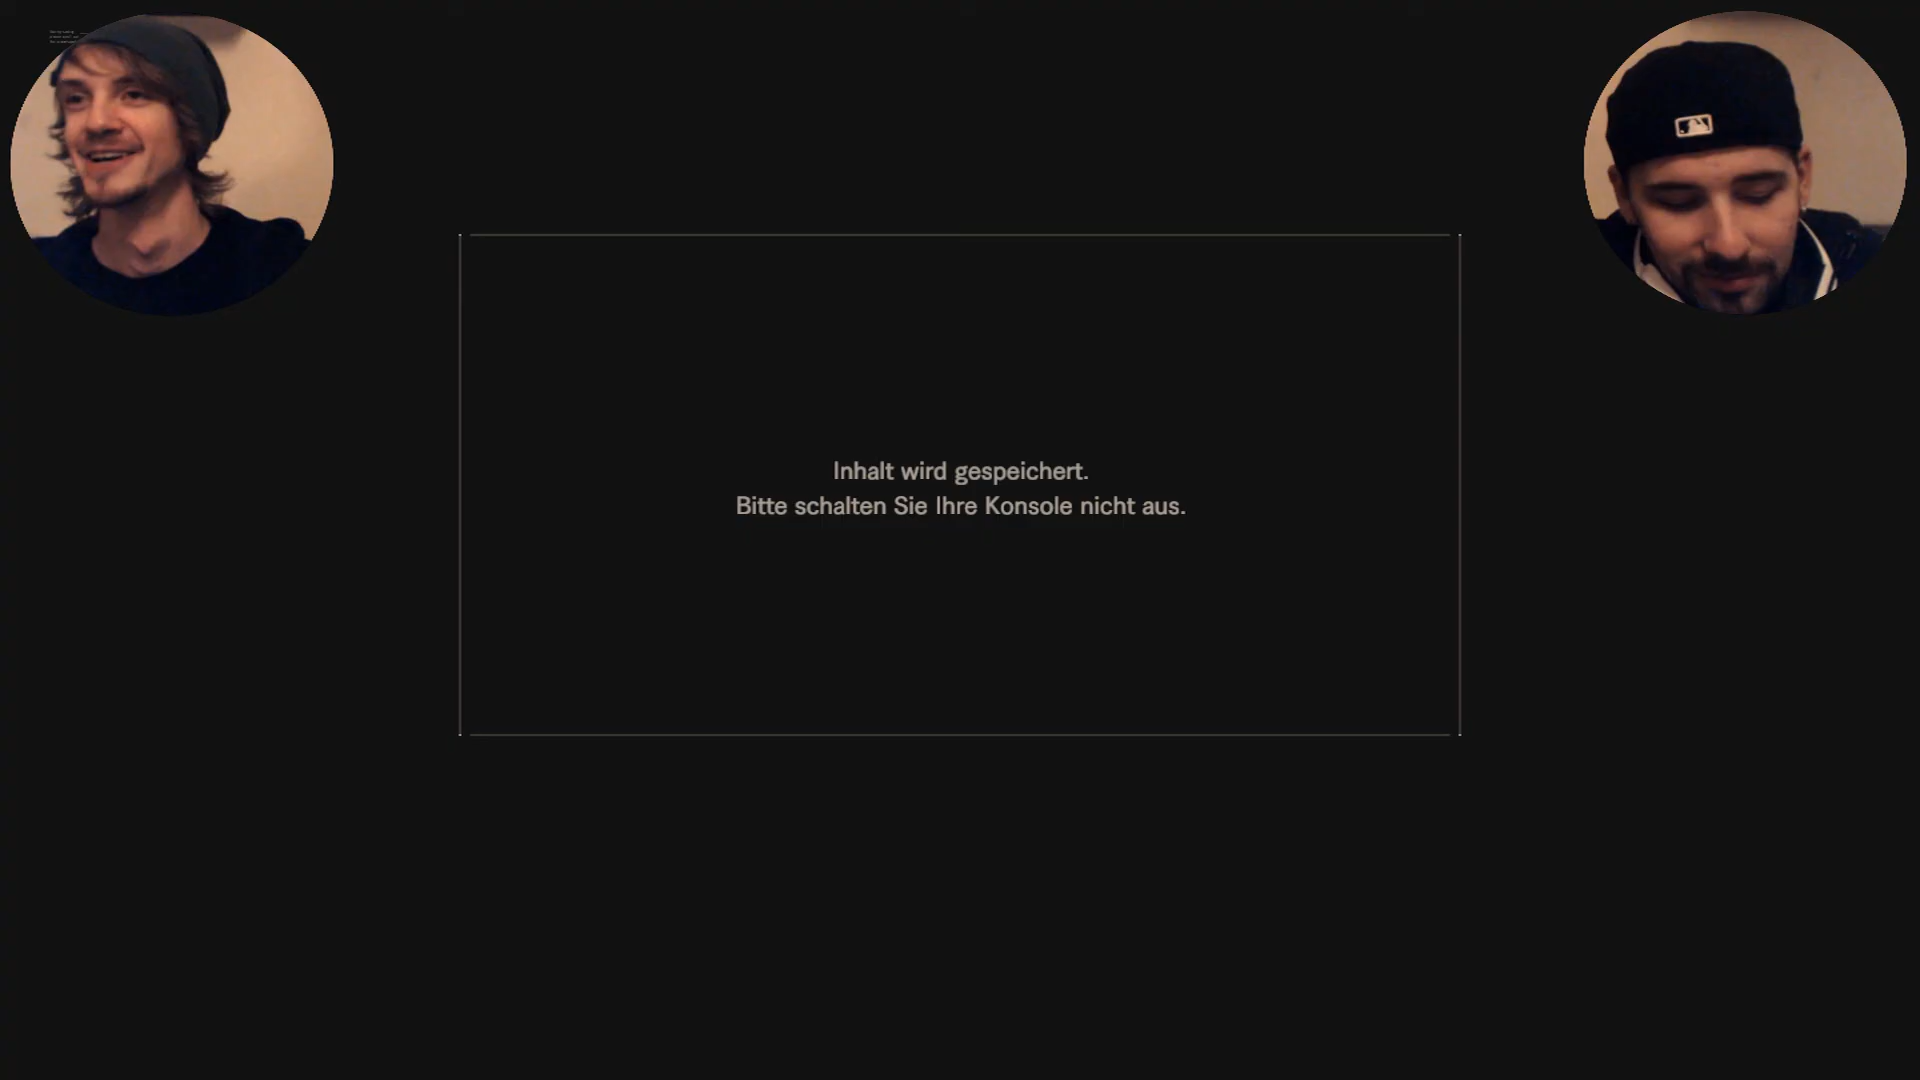 Inhalt wird gespeichert.
Bitte schalten Sie Ihre Konsole nicht aus.